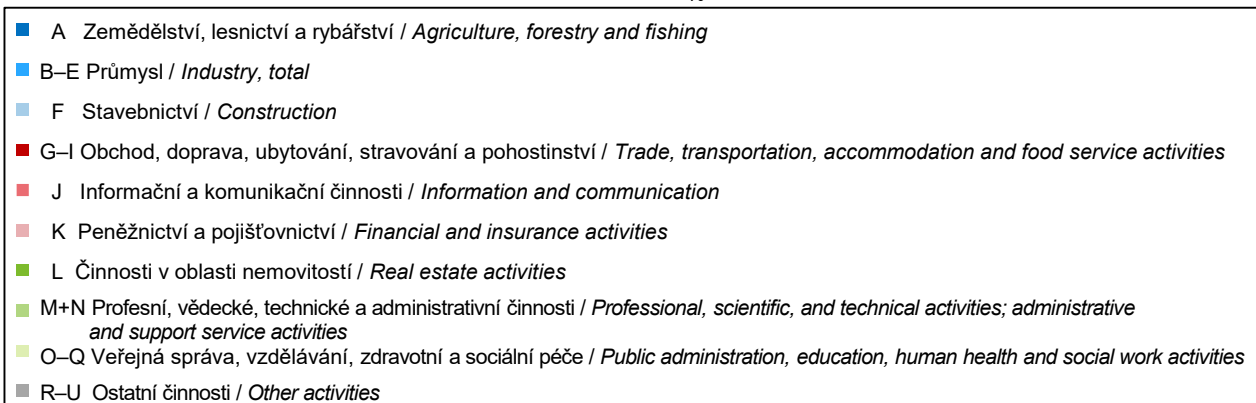 A Zemědělství, lesnictví a rybářství / Agriculture, forestry and fishing
B–E Průmysl / Industry, total
F Stavebnictví / Construction
G–I Obchod, doprava, ubytování, stravování a pohostinství / Trade, transportation, accommodation and food service activities
J Informační a komunikační činnosti / Information and communication
K Peněžnictví a pojišťovnictví / Financial and insurance activities
L Činnosti v oblasti nemovitostí / Real estate activities
M+N Profesní, vědecké, technické a administrativní činnosti / Professional, scientific, and technical activities; administrative
and support service activities
O–Q Veřejná správa, vzdělávání, zdravotní a sociální péče / Public administration, education, human health and social work activities
R–U Ostatní činnosti / Other activities